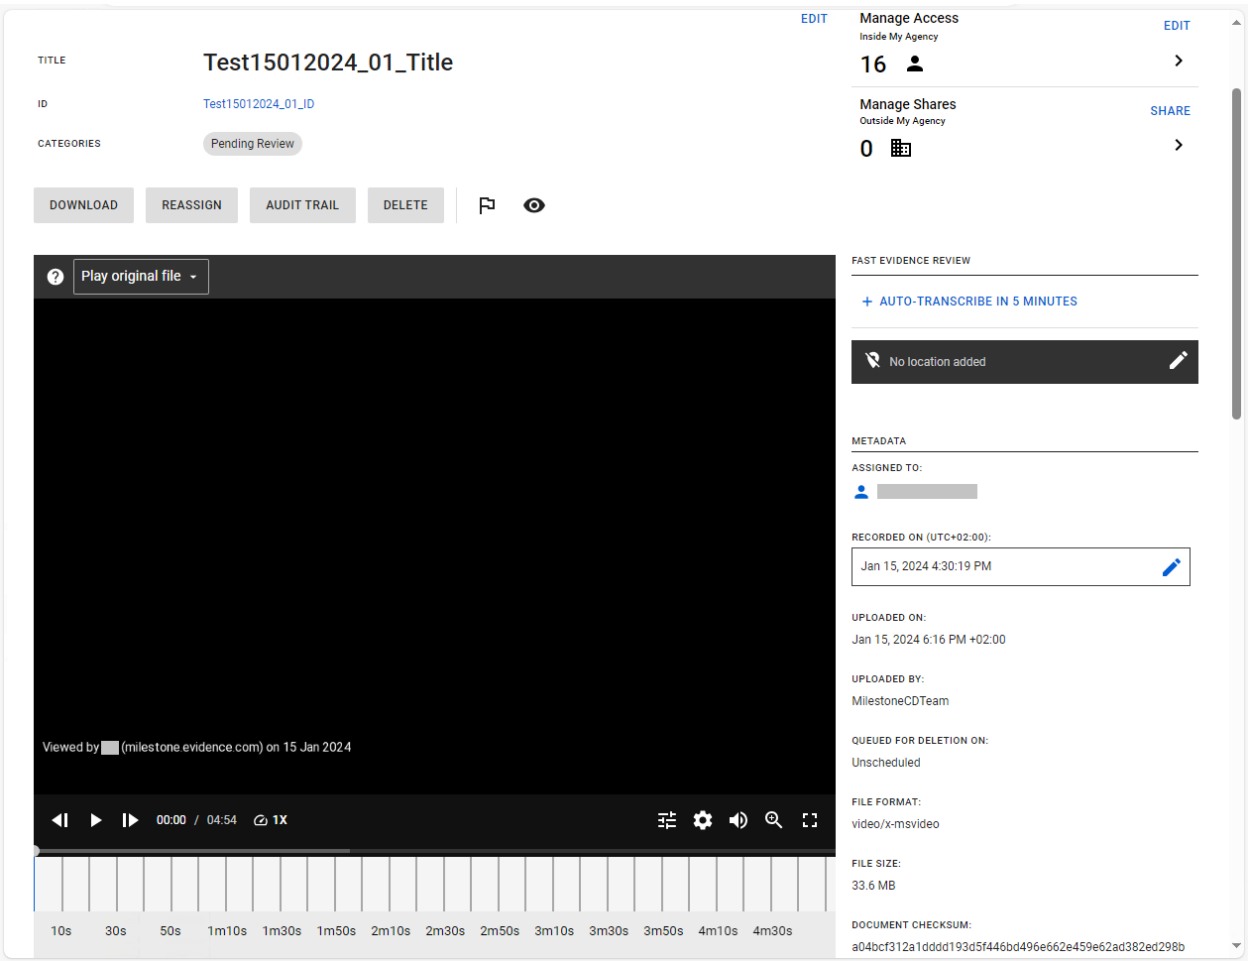 EDIT
TITLE Test15012024_01_Title
ID Test15012024_01_ID
CATEGORIES Pending Review
DOWNLOAD REASSIGN AUDIT TRAIL DELETE
Play original file
Viewed by (milestone.evidence.com) on 15 Jan 2024
00:00 / 04:54 1X
10s 30s 50s 1m10s 1m30s 1m50s 2m10s 2m30s 2m50s 3m10s 3m30s 3m50s 4m10s 4m30s
Manage Access EDIT
Inside My Agency
16
Manage Shares SHARE
Outside My Agency
0
FAST EVIDENCE REVIEW
+ AUTO-TRANSCRIBE IN 5 MINUTES
No location added
METADATA
ASSIGNED TO:
RECORDED ON (UTC+02:00):
Jan 15, 2024 4:30:19 PM
UPLOADED ON:
Jan 15, 2024 6:16 PM +02:00
UPLOADED BY:
MilestoneCDTeam
QUEUED FOR DELETION ON:
Unscheduled
FILE FORMAT:
video/x-msvideo
FILE SIZE:
33.6 MB
DOCUMENT CHECKSUM:
a04bcf312a1dddd193d5f446bd496e662e459e62ad382ed298b